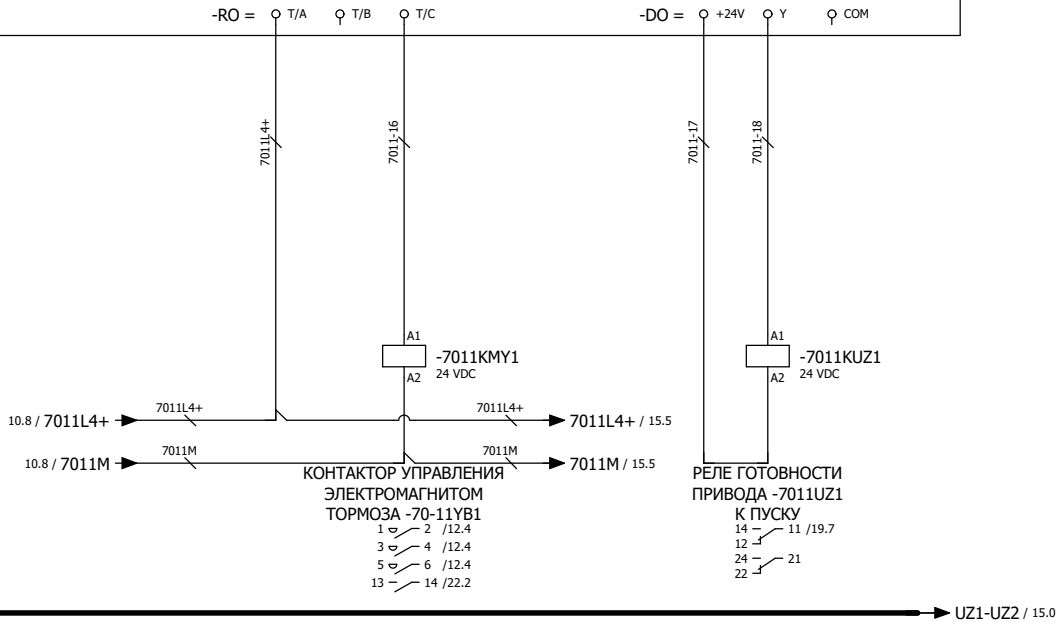 -RO = T/A T/B T/C -DO = +24V Y COM
7011L4+ 7011-16 7011-17 7011-18
A1 A1
-7011KMY1 -7011KUZ1
24 VDC 24 VDC
A2 A2
10.8 / 7011L4+ 7011L4+ 7011L4+ 7011L4+ / 15.5
10.8 / 7011M 7011M 7011M 7011M / 15.5
КОНТАКТОР УПРАВЛЕНИЯ
ЭЛЕКТРОМАГНИТОМ
ТОРМОЗА -70-11YB1
1 2 /12.4
3 4 /12.4
5 6 /12.4
13 14 /22.2
РЕЛЕ ГОТОВНОСТИ
ПРИВОДА -7011UZ1
К ПУСКУ
14 11 /19.7
12
24 21
22
UZ1-UZ2 / 15.0